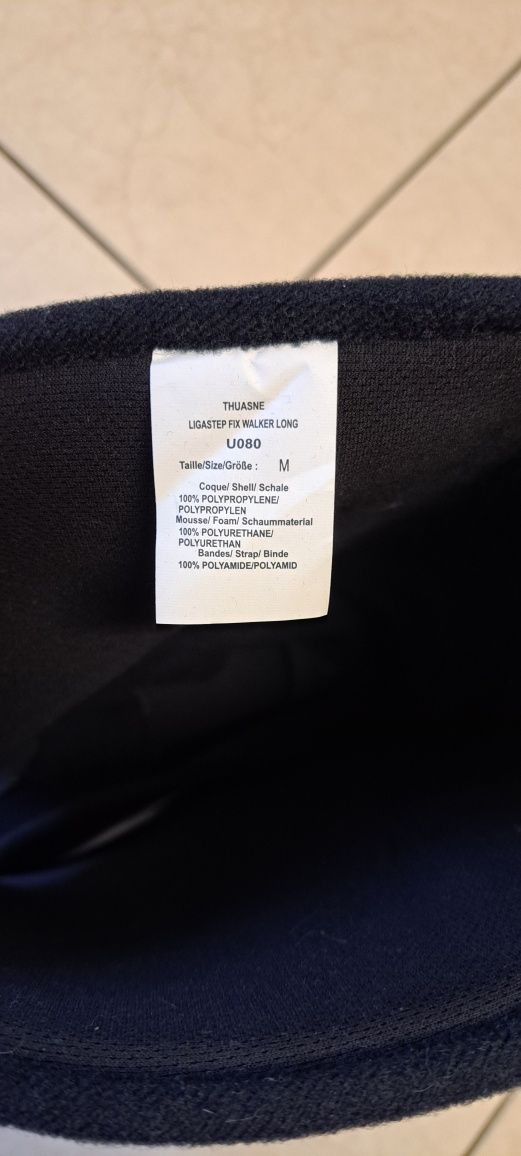 THUASNE
LIGASTEP FIX WALKER LONG
U080
Taille/Size/Größe : M
Coque/ Shell/ Schale
100% POLYPROPYLENE/
POLYPROPYLEN
Mousse/ Foam/ Schaummaterial
100% POLYURETHANE/
POLYURETHAN
Bandes/ Strap/ Binde
100% POLYAMIDE/POLYAMID